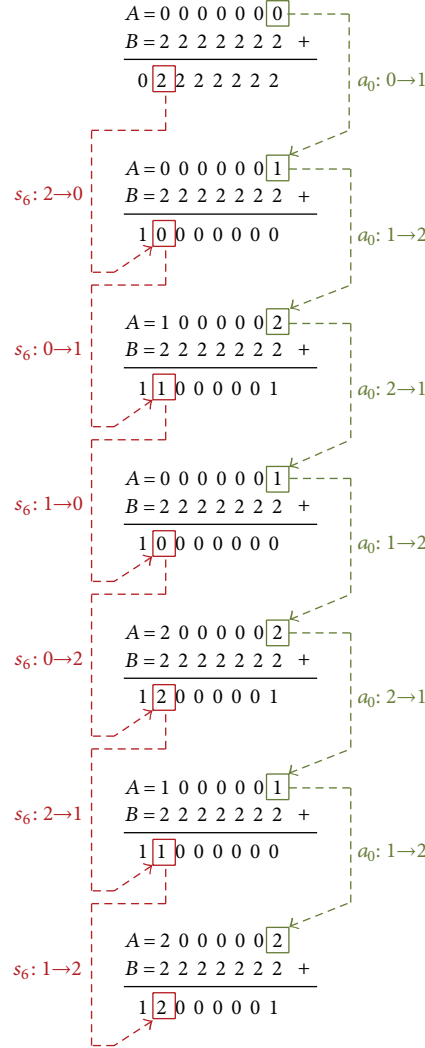 A = 0 0 0 0 0 0 0
B = 2 2 2 2 2 2 2 +
0 2 2 2 2 2 2 2
a₀: 0→1
s₆: 2→0
A = 0 0 0 0 0 0 1
B = 2 2 2 2 2 2 2 +
1 0 0 0 0 0 0 0
a₀: 1→2
s₆: 0→1
A = 1 0 0 0 0 0 2
B = 2 2 2 2 2 2 2 +
1 1 0 0 0 0 0 1
a₀: 2→1
s₆: 1→0
A = 0 0 0 0 0 0 1
B = 2 2 2 2 2 2 2 +
1 0 0 0 0 0 0 0
a₀: 1→2
s₆: 0→2
A = 2 0 0 0 0 0 2
B = 2 2 2 2 2 2 2 +
1 2 0 0 0 0 0 1
a₀: 2→1
s₆: 2→1
A = 1 0 0 0 0 0 1
B = 2 2 2 2 2 2 2 +
1 1 0 0 0 0 0 0
a₀: 1→2
s₆: 1→2
A = 2 0 0 0 0 0 2
B = 2 2 2 2 2 2 2 +
1 2 0 0 0 0 0 1